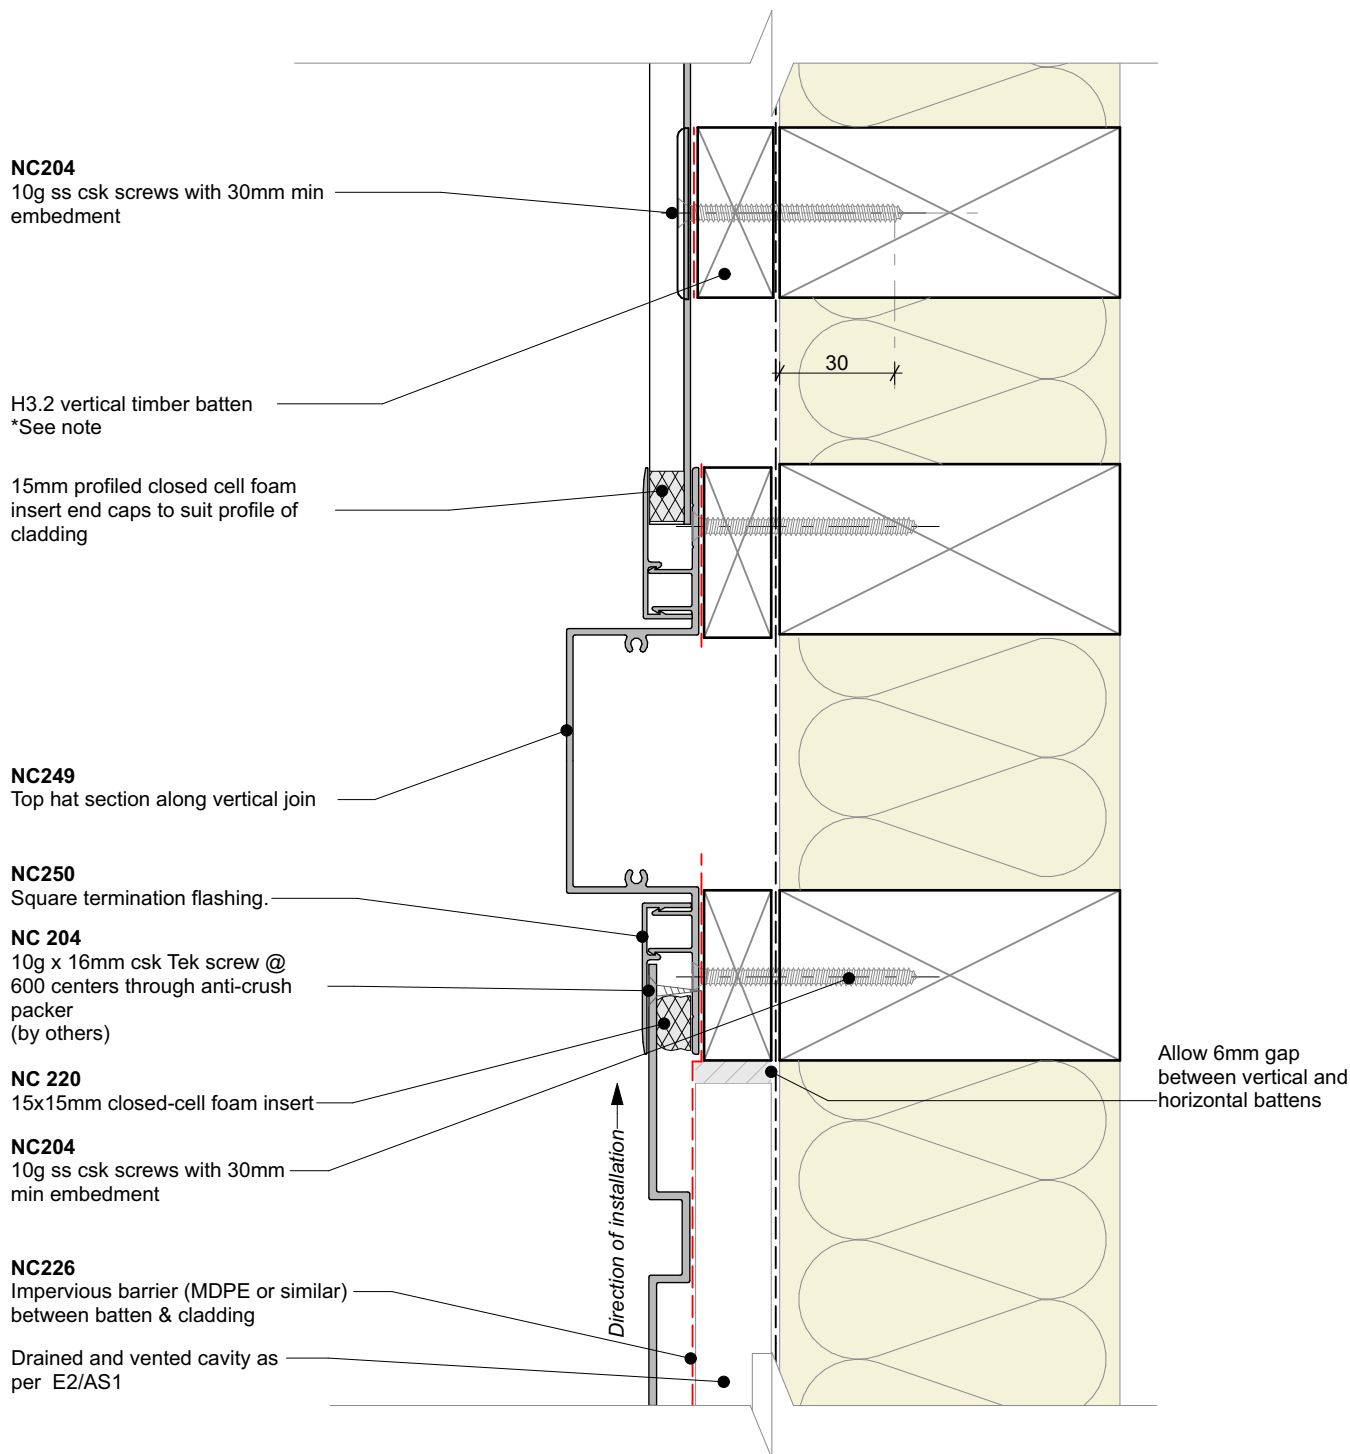 NC204
10g ss csk screws with 30mm min
embedment
30
H3.2 vertical timber batten
*See note
15mm profiled closed cell foam
insert end caps to suit profile of
cladding
NC249
Top hat section along vertical join
NC250
Square termination flashing.
NC 204
10g x 16mm csk Tek screw @
600 centers through anti-crush
packer
(by others)
NC 220
15x15mm closed-cell foam insert
NC204
10g ss csk screws with 30mm
min embedment
NC226
Impervious barrier (MDPE or similar)
between batten & cladding
Drained and vented cavity as
per E2/AS1
Direction of installation
Allow 6mm gap
between vertical and
horizontal battens